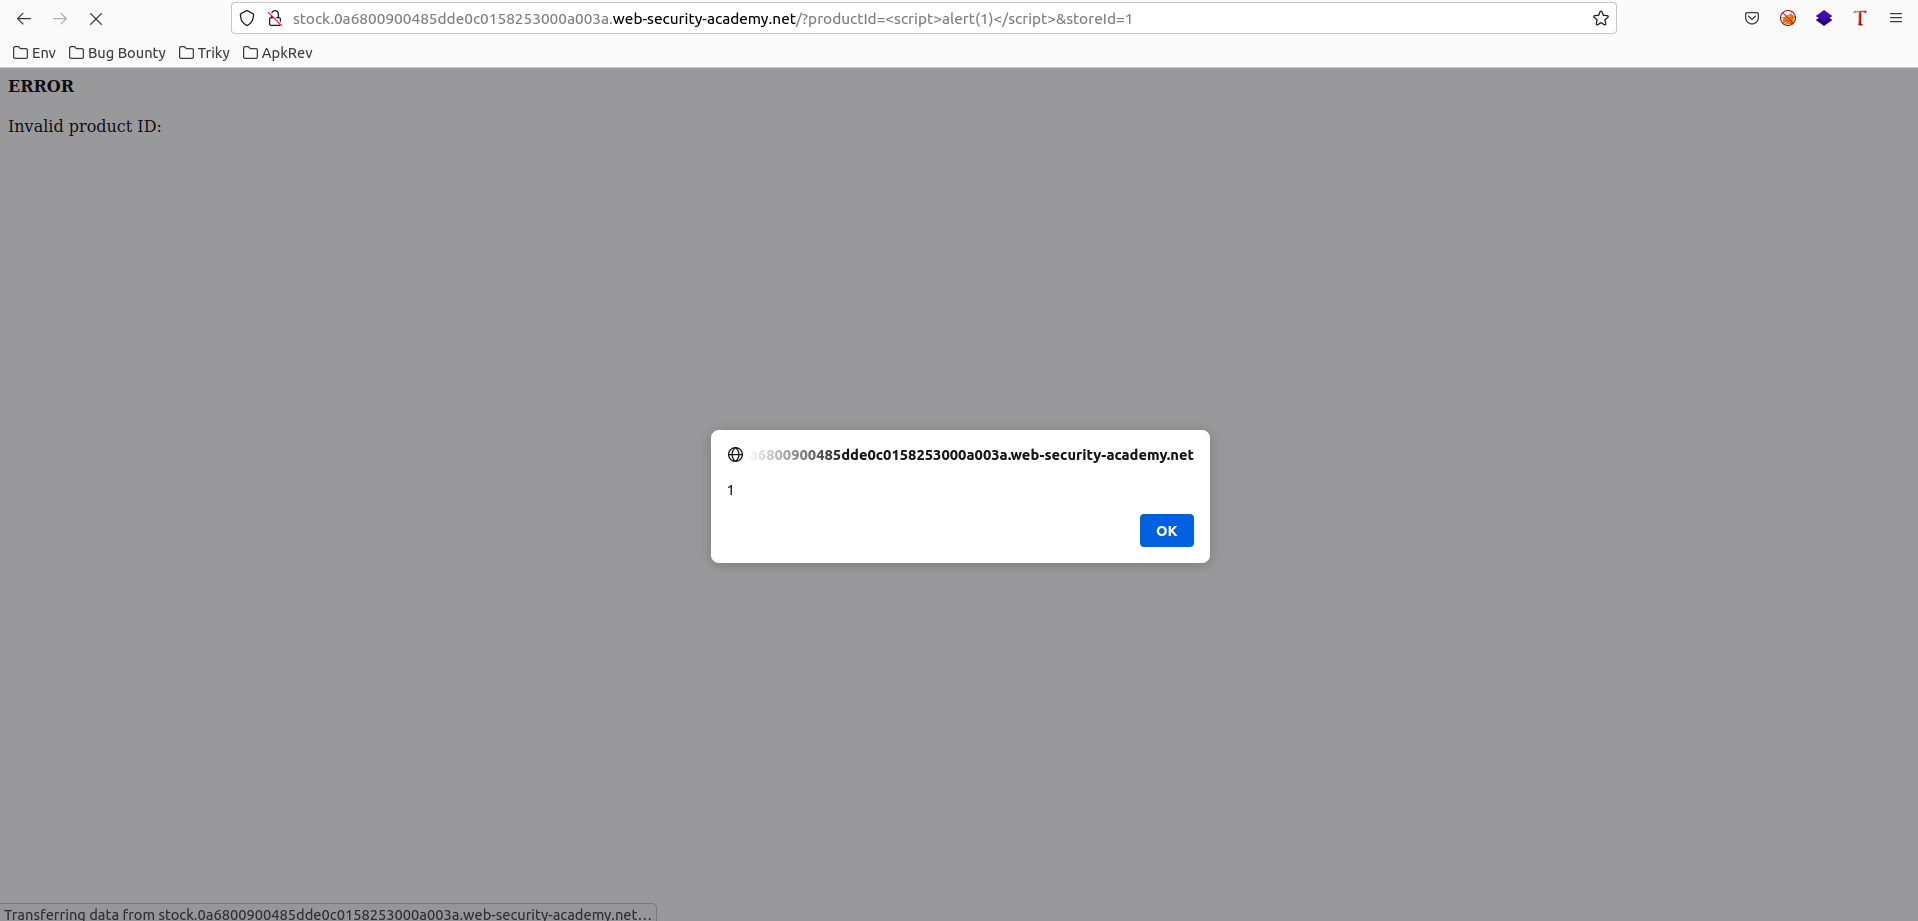 stock.0a6800900485dde0c0158253000a003a.web-security-academy.net/?productId=<script>alert(1)</script>&storeId=1
Env Bug Bounty Triky ApkRev
ERROR
Invalid product ID:
a6800900485dde0c0158253000a003a.web-security-academy.net
1
OK
Transferring data from stock.0a6800900485dde0c0158253000a003a.web-security-academy.net…